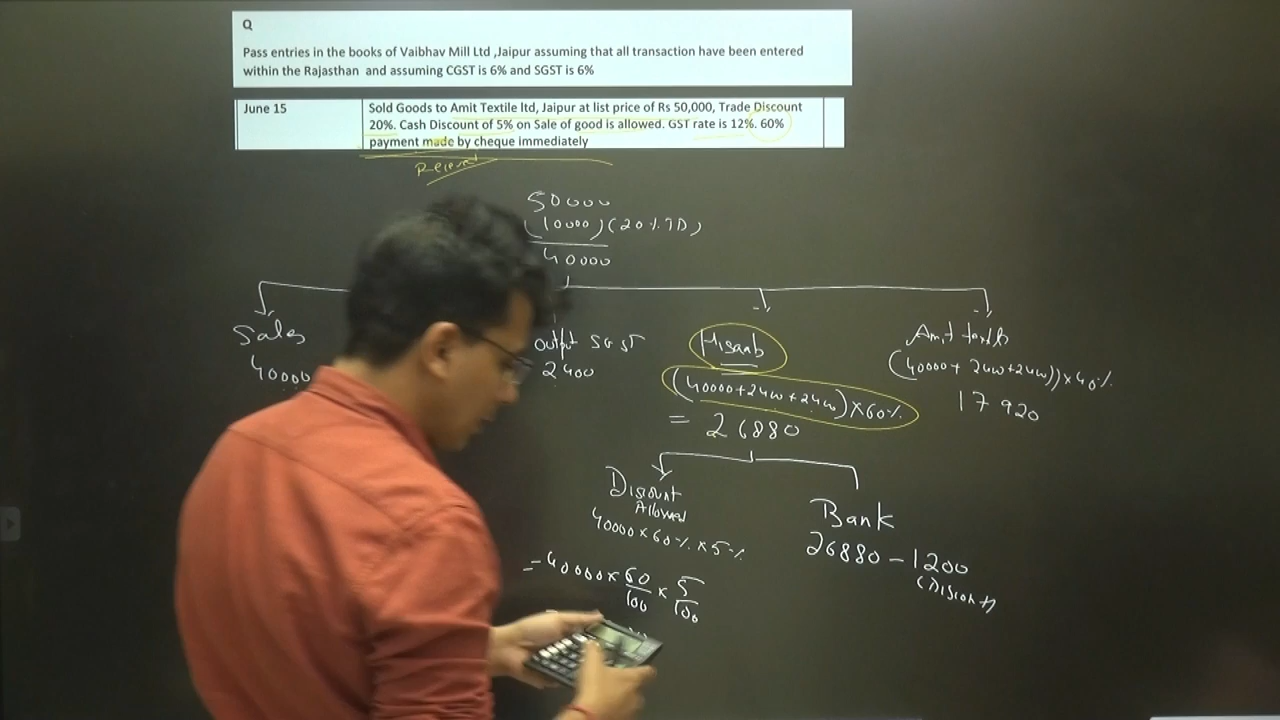 Q
Pass entries in the books of Vaibhav Mill Ltd ,Jaipur assuming that all transaction have been entered
within the Rajasthan and assuming CGST is 6% and SGST is 6%
June 15
Sold Goods to Amit Textile ltd, Jaipur at list price of Rs 50,000, Trade Discount
20%. Cash Discount of 5% on Sale of good is allowed. GST rate is 12%. 60%
payment made by cheque immediately
50000
(10000) (20% TD)
40000
Sales
40000
output SGST
2400
Hisaab
(40000+2400+2400)×60%
= 26880
Amit textile
(40000+2400+2400))×40%
17920
Discount
Allowed
40000×60%×5%
=40000×60/100×5/100
Bank
26880-1200
(Discount)